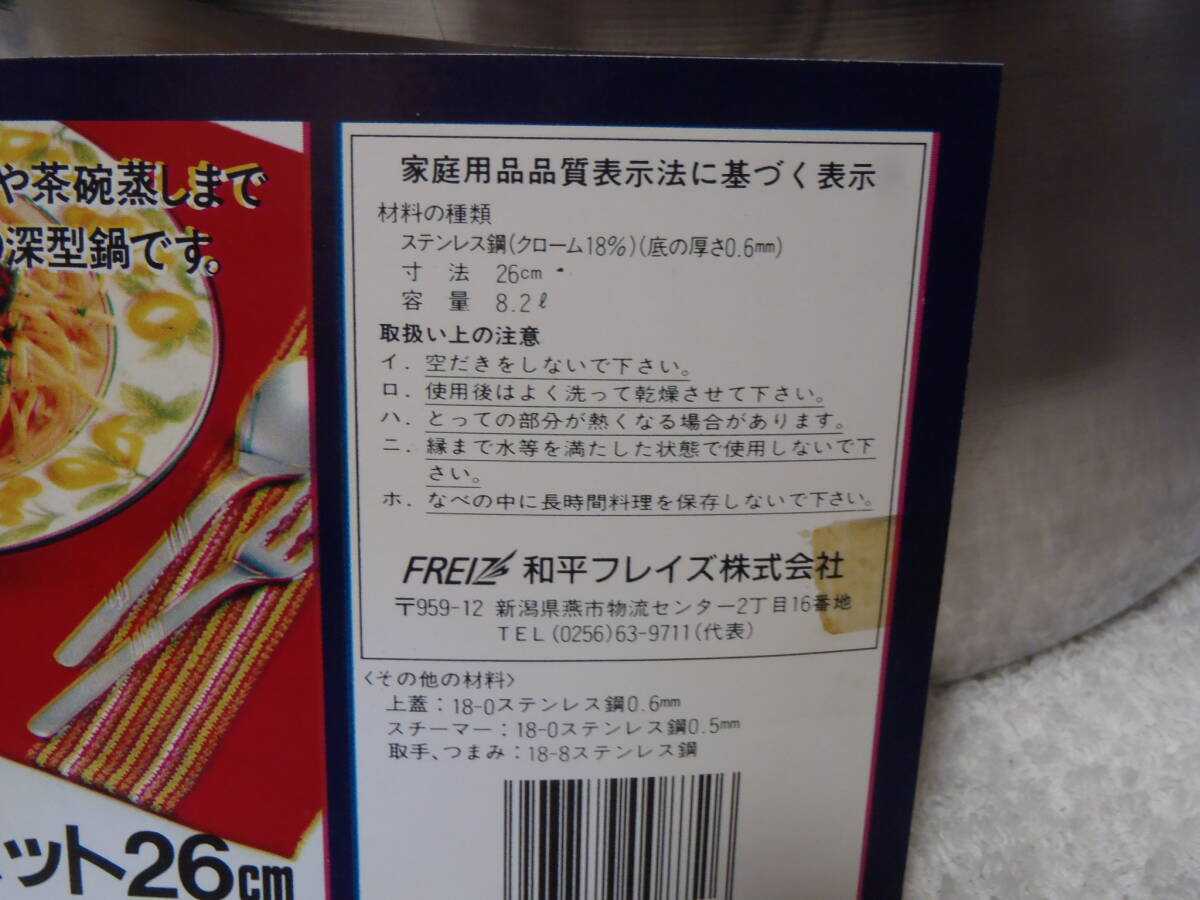 や茶碗蒸しまで
深型鍋です。
ット26cm
家庭用品品質表示法に基づく表示
材料の種類
ステンレス鋼(クローム18%)(底の厚さ0.6mm)
寸 法 26cm
容 量 8.2ℓ
取扱い上の注意
イ. 空だきをしないで下さい。
ロ. 使用後はよく洗って乾燥させて下さい。
ハ. とっての部分が熱くなる場合があります。
ニ. 縁まで水等を満たした状態で使用しないで下
さい。
ホ. なべの中に長時間料理を保存しないで下さい。
FREIZ 和平フレイズ株式会社
〒959-12 新潟県燕市物流センター2丁目16番地
TEL(0256)63-9711(代表)
〈その他の材料〉
上蓋:18-0ステンレス鋼0.6mm
スチーマー:18-0ステンレス鋼0.5mm
取手、つまみ:18-8ステンレス鋼